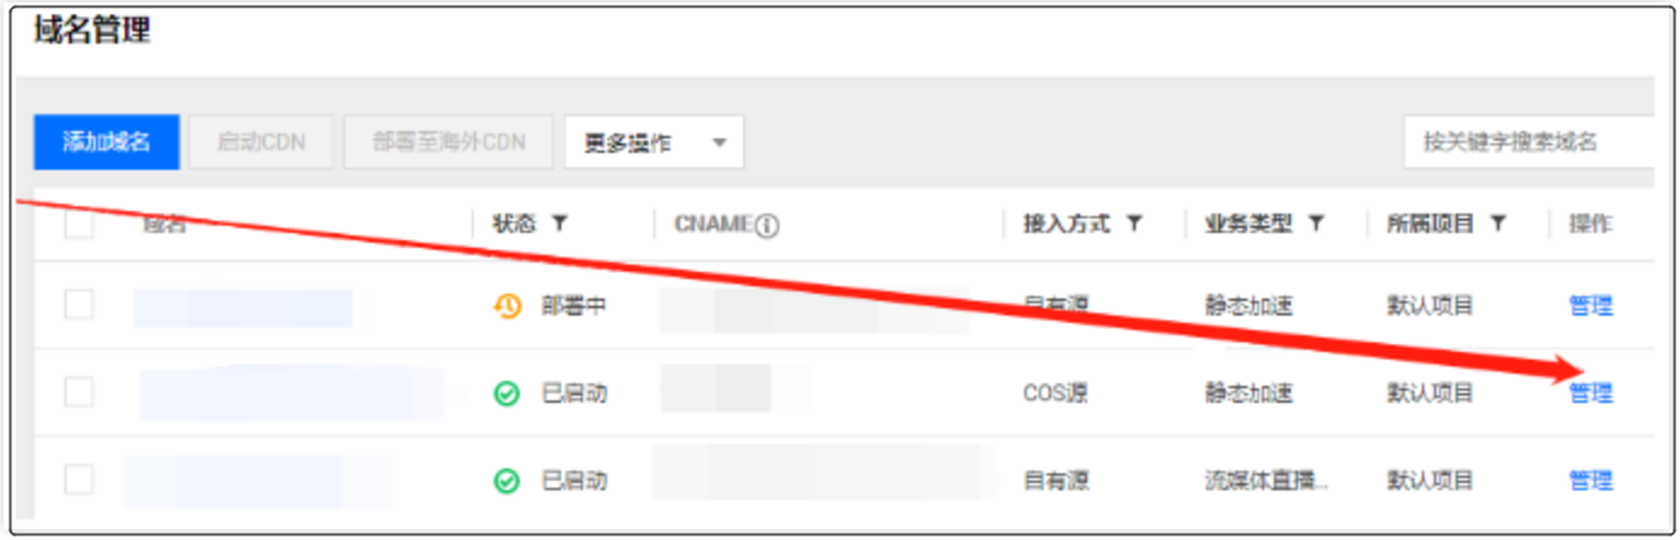 域名管理
添加域名 启动CDN 部署至海外CDN 更多操作 按关键字搜索域名
域名 状态 CNAME 接入方式 业务类型 所属项目 操作
部署中 自有源 静态加速 默认项目 管理
已启动 COS源 静态加速 默认项目 管理
已启动 自有源 流媒体直播... 默认项目 管理